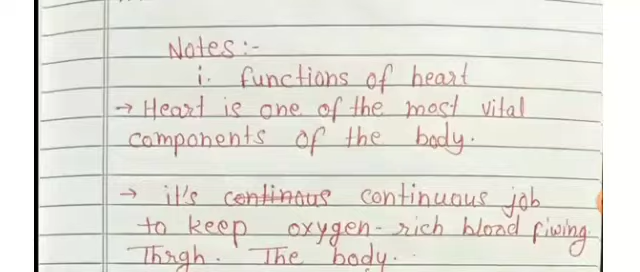 Notes:-
i. functions of heart
→ Heart is one of the most vital
components of the body.
→ it's continous continuous job
to keep oxygen-rich blood fiwing
Thrgh. The body.